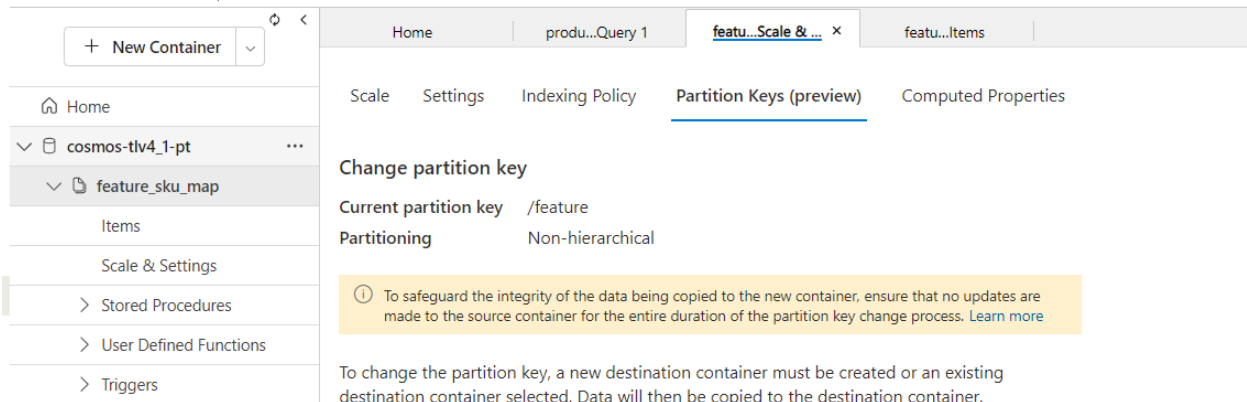 + New Container
Home
cosmos-tlv4_1-pt
feature_sku_map
Items
Scale & Settings
Stored Procedures
User Defined Functions
Triggers
Home
produ...Query 1
featu...Scale & ...
featu...Items
Scale
Settings
Indexing Policy
Partition Keys (preview)
Computed Properties
Change partition key
Current partition key /feature
Partitioning Non-hierarchical
To safeguard the integrity of the data being copied to the new container, ensure that no updates are
made to the source container for the entire duration of the partition key change process. Learn more
To change the partition key, a new destination container must be created or an existing
destination container selected. Data will then be copied to the destination container.